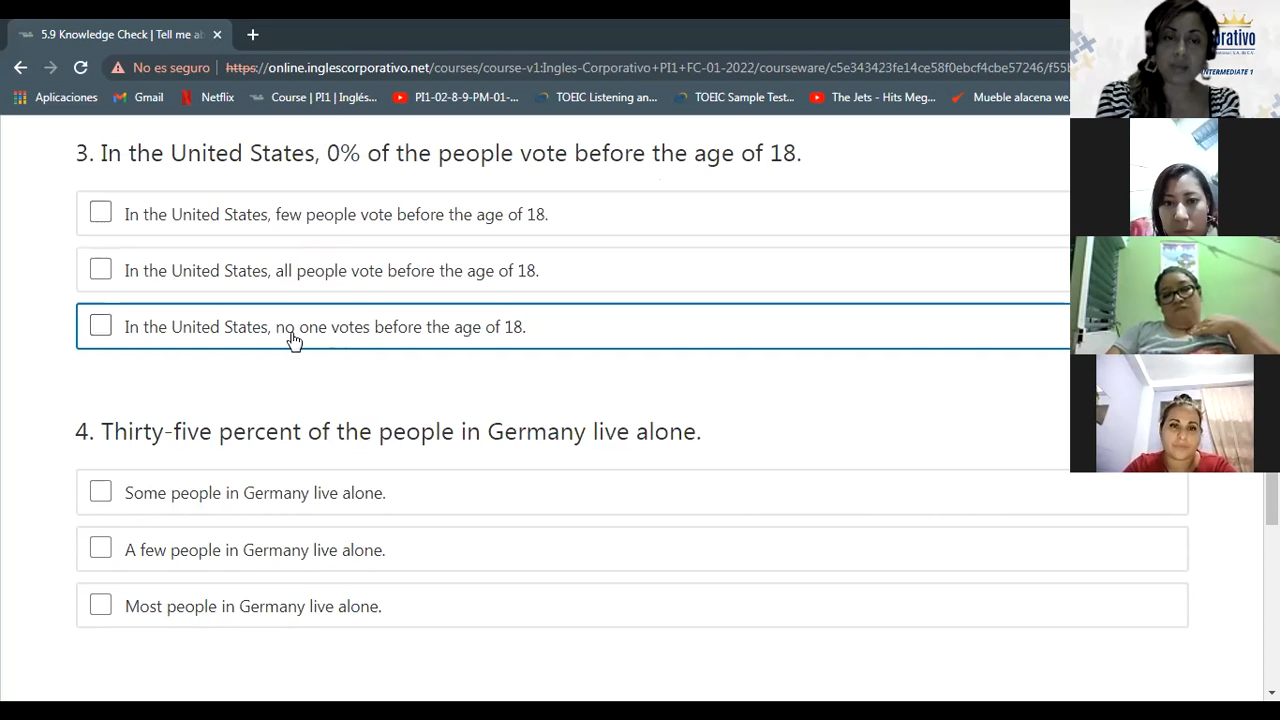 5.9 Knowledge Check | Tell me ab
No es seguro
https://online.inglescorporativo.net/courses/course-v1:Ingles-Corporativo+PI1+FC-01-2022/courseware/c5e343423fe14ce58f0ebcf4cbe57246/f55
Aplicaciones
Gmail
Netflix
Course | PI1 | Inglés...
PI1-02-8-9-PM-01-...
TOEIC Listening an...
TOEIC Sample Test...
The Jets - Hits Meg...
Mueble alacena we...
orativo
INTERMEDIATE 1
3. In the United States, 0% of the people vote before the age of 18.
In the United States, few people vote before the age of 18.
In the United States, all people vote before the age of 18.
In the United States, no one votes before the age of 18.
4. Thirty-five percent of the people in Germany live alone.
Some people in Germany live alone.
A few people in Germany live alone.
Most people in Germany live alone.